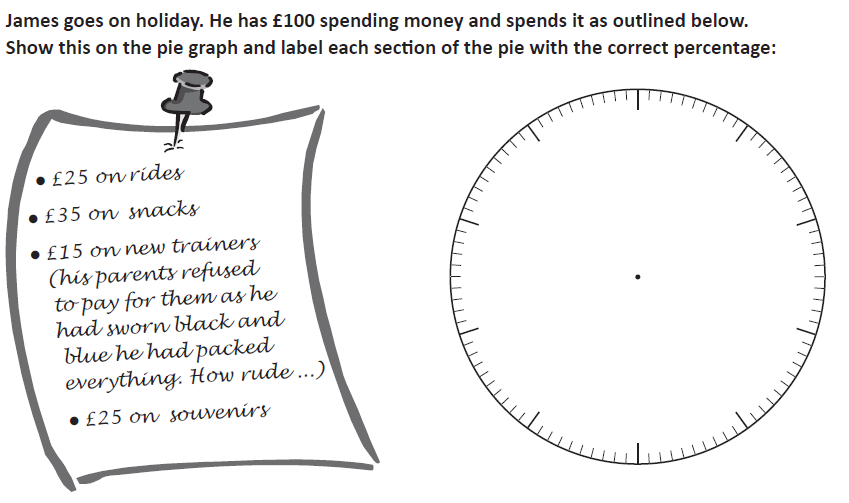 James goes on holiday. He has £100 spending money and spends it as outlined below.
Show this on the pie graph and label each section of the pie with the correct percentage:
• £25 on rides
• £35 on snacks
• £15 on new trainers
(his parents refused
to pay for them as he
had sworn black and
blue he had packed
everything. How rude ...)
• £25 on souvenirs